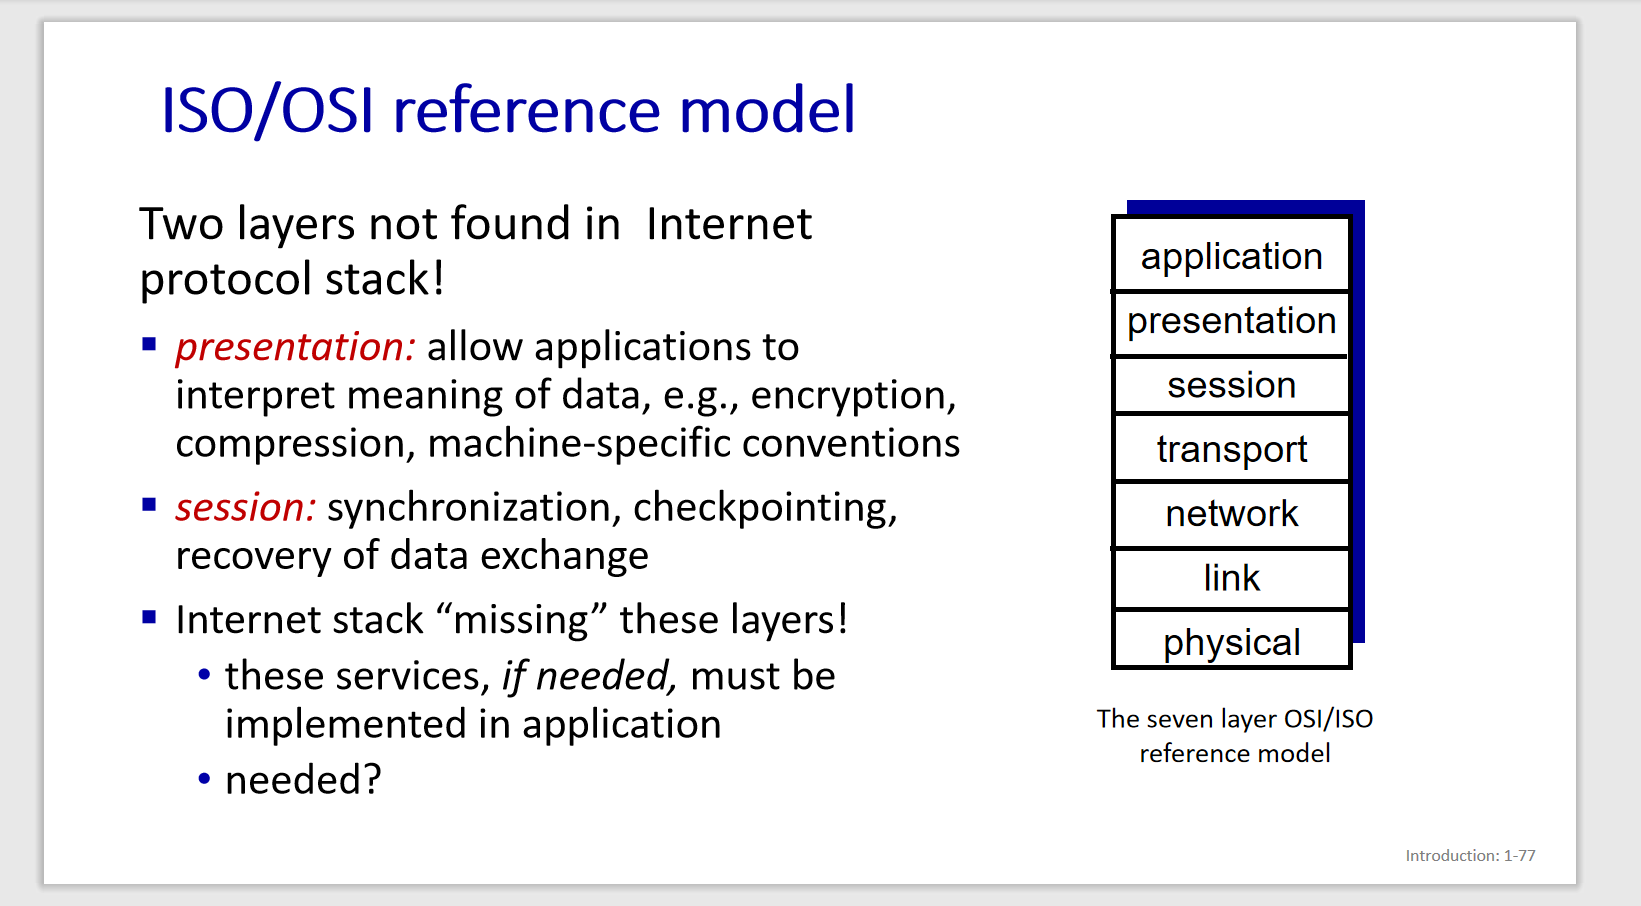 ISO/OSI reference model
Two layers not found in  Internet
protocol stack!
▪ presentation: allow applications to
interpret meaning of data, e.g., encryption,
compression, machine-specific conventions
▪ session: synchronization, checkpointing,
recovery of data exchange
▪ Internet stack “missing” these layers!
• these services, if needed, must be
implemented in application
• needed?
application
presentation
session
transport
network
link
physical
The seven layer OSI/ISO
reference model
Introduction: 1-77